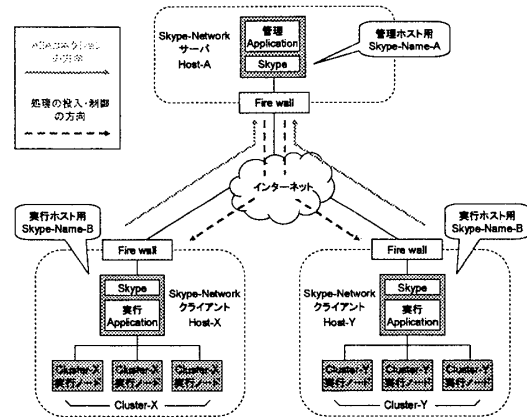 の方向
処理の投入・制御
の方向
Skype-Network
サーバ
Host-A
管理
Application
Skype
管理ホスト用
Skype-Name-A
Fire wall
インターネット
実行ホスト用
Skype-Name-B
Fire wall
Skype
実行
Application
Skype-Network
クライアント
Host-X
Cluster-X
実行ノード
Cluster-X
実行ノード
Cluster-X
実行ノード
Cluster-X
実行ホスト用
Skype-Name-B
Fire wall
Skype-Network
クライアント
Host-Y
Skype
実行
Application
Cluster-Y
実行ノード
Cluster-Y
実行ノード
Cluster-Y
実行ノード
Cluster-Y